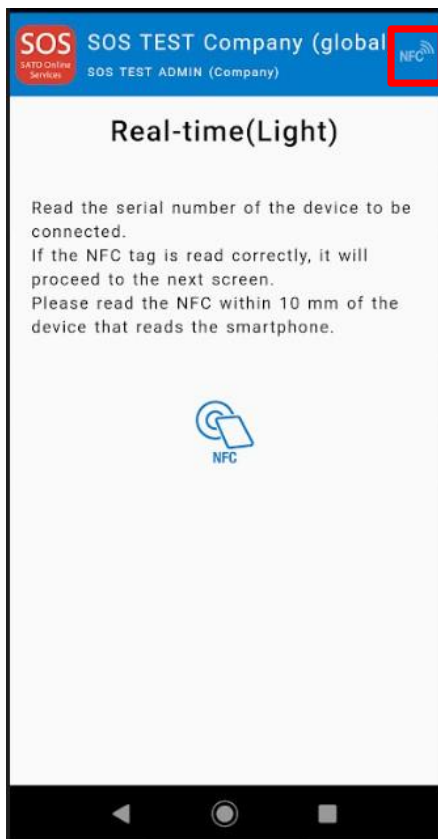 SOS
SATO Online
Services
SOS TEST Company (global
SOS TEST ADMIN (Company)
NFC
Real-time(Light)
Read the serial number of the device to be
connected.
If the NFC tag is read correctly, it will
proceed to the next screen.
Please read the NFC within 10 mm of the
device that reads the smartphone.
NFC